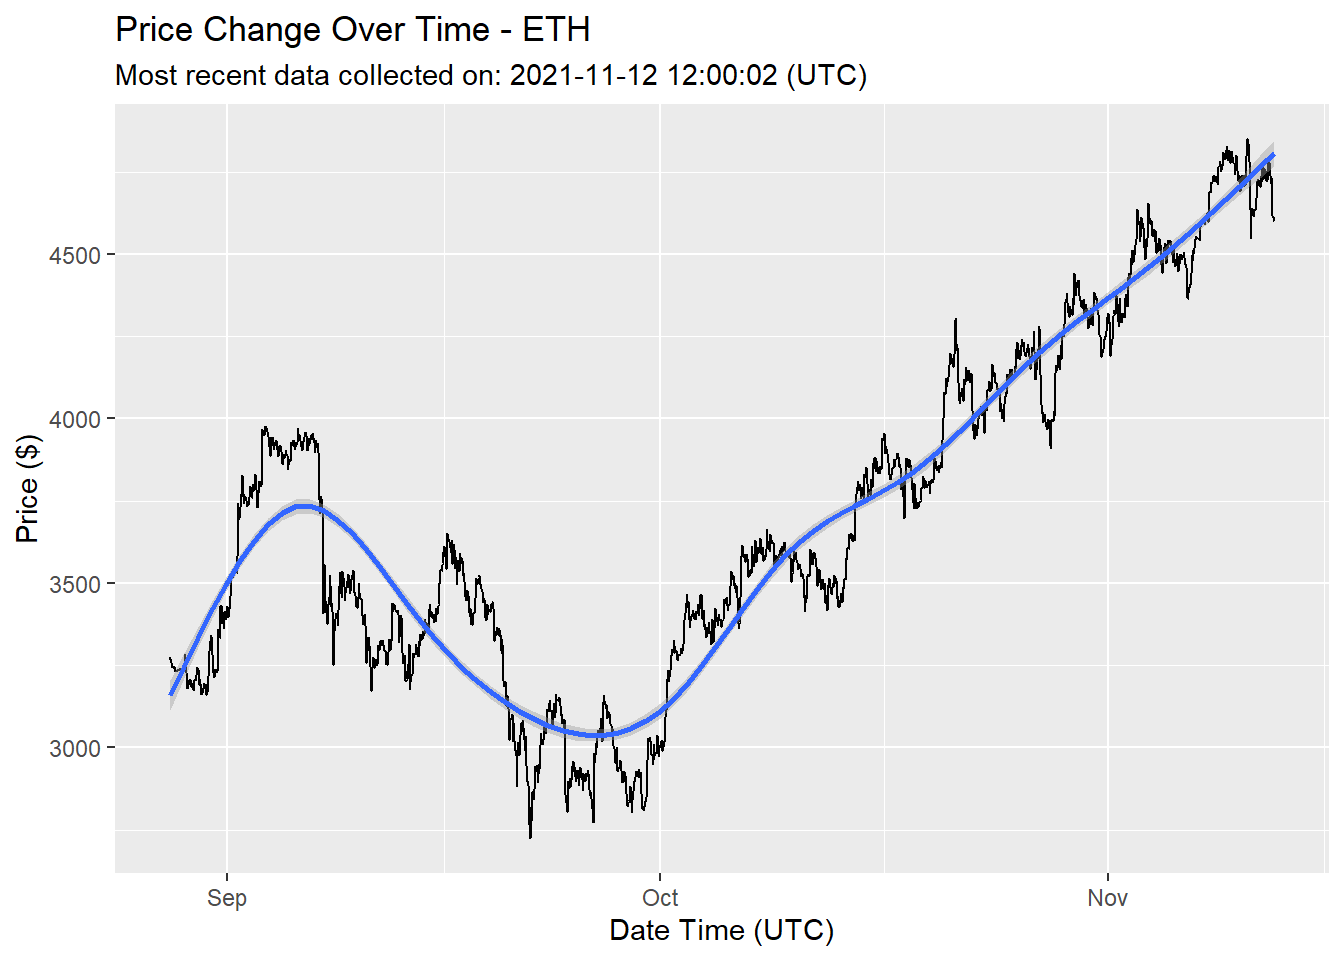 Price Change Over Time - ETH
Most recent data collected on: 2021-11-12 12:00:02 (UTC)
Price ($)
4500
4000
3500
3000
Sep
Oct
Nov
Date Time (UTC)